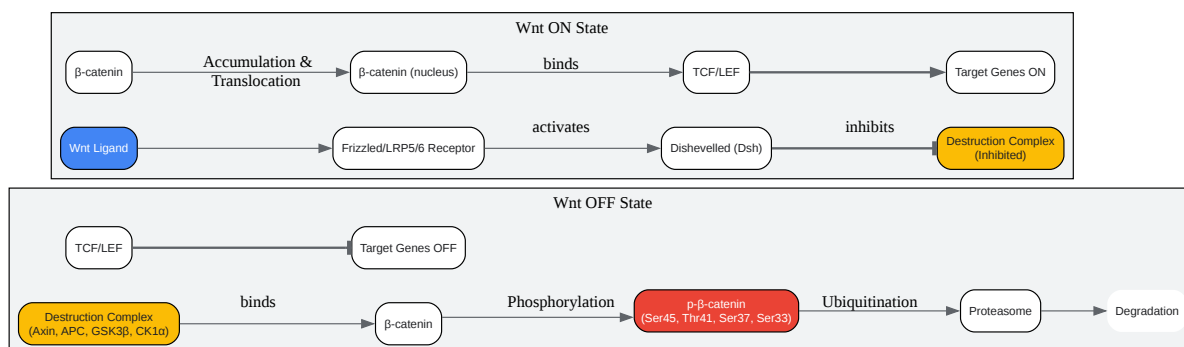 Wnt ON State
β-catenin
Accumulation &
Translocation
β-catenin (nucleus)
binds
TCF/LEF
Target Genes ON
Wnt Ligand
Frizzled/LRP5/6 Receptor
activates
Dishevelled (Dsh)
inhibits
Destruction Complex
(Inhibited)
Wnt OFF State
TCF/LEF
Target Genes OFF
Destruction Complex
(Axin, APC, GSK3β, CK1α)
binds
β-catenin
Phosphorylation
p-β-catenin
(Ser45, Thr41, Ser37, Ser33)
Ubiquitination
Proteasome
Degradation